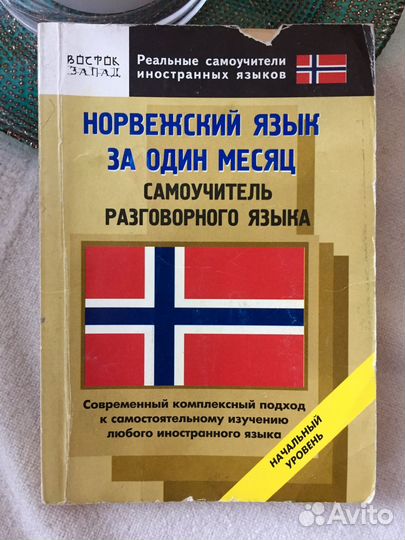 ВОСТОК
ЗАПАД
Реальные самоучители
иностранных языков
НОРВЕЖСКИЙ ЯЗЫК
ЗА ОДИН МЕСЯЦ
САМОУЧИТЕЛЬ
РАЗГОВОРНОГО ЯЗЫКА
Современный комплексный подход
к самостоятельному изучению
любого иностранного языка
НАЧАЛЬНЫЙ
УРОВЕНЬ
Avito